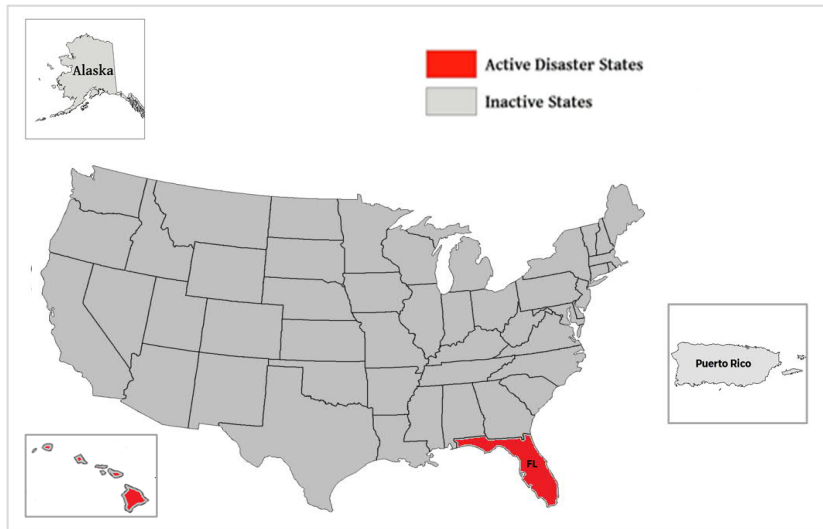 Alaska
Active Disaster States
Inactive States
Puerto Rico
FL